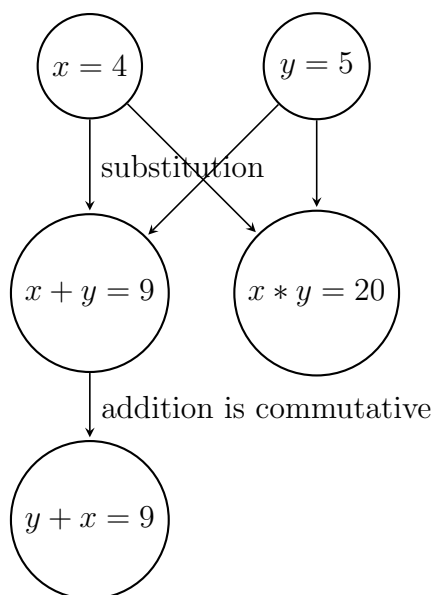 x = 4
y = 5
substitution
x + y = 9
x ∗ y = 20
addition is commutative
y + x = 9